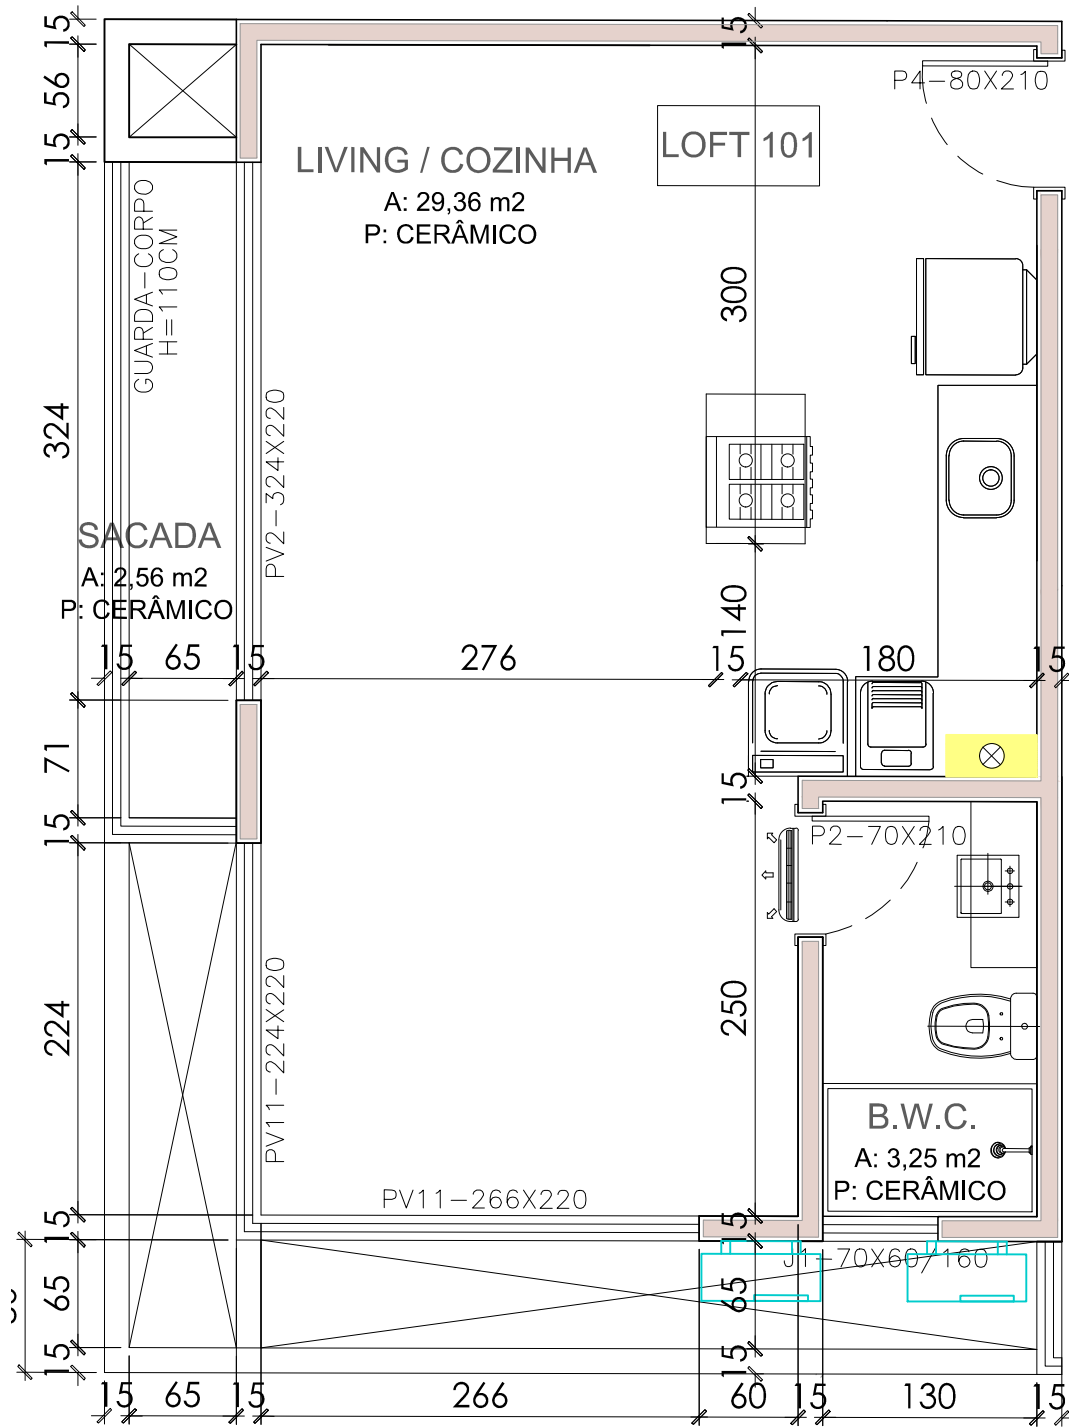 15
56
15
324
71
15
224
15
65
15
15
P4-80X210
LOFT 101
LIVING / COZINHA
A: 29,36 m2
P: CERÂMICO
GUARDA-CORPO
H=110CM
300
PV2-324X220
SACADA
A: 2,56 m2
P: CERÂMICO
140
15 65 15 276 15 180 15
15
P2-70X210
250
PV11-224X220
B.W.C.
A: 3,25 m2
P: CERÂMICO
PV11-266X220
15
J1-70X60/160
65
15
15 65 15 266 60 15 130 15